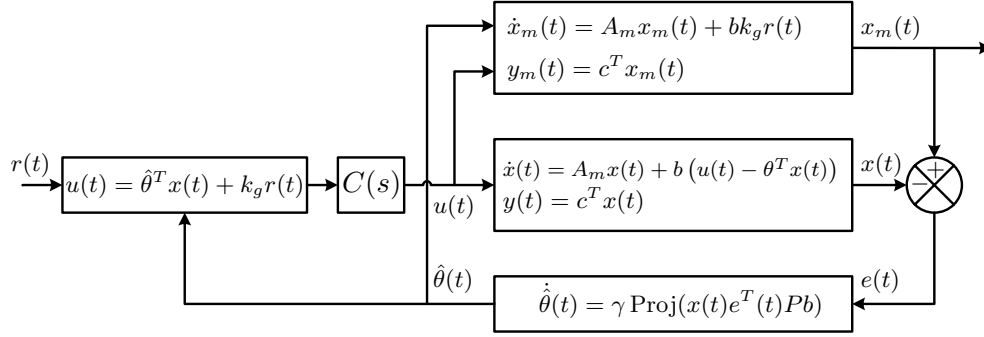 ẋ_m(t) = A_m x_m(t) + b k_g r(t)
y_m(t) = c^T x_m(t)
x_m(t)
r(t)
u(t) = θ̂^T x(t) + k_g r(t)
C(s)
u(t)
ẋ(t) = A_m x(t) + b (u(t) − θ^T x(t))
y(t) = c^T x(t)
x(t)
+
−
θ̂(t)
θ̂̇(t) = γ Proj(x(t)e^T(t)Pb)
e(t)